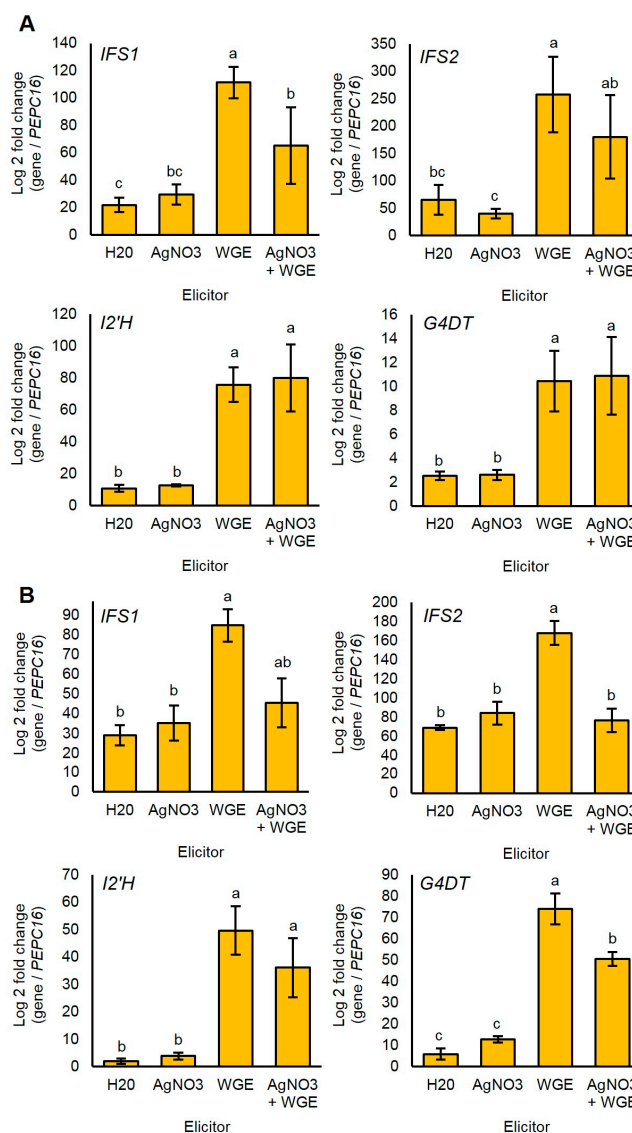 A
IFS1
Log 2 fold change
(gene / PEPC16)
140
120
100
80
60
40
20
0
c
bc
a
b
H20
AgNO3
WGE
AgNO3
+ WGE
Elicitor
IFS2
Log 2 fold change
(gene / PEPC16)
350
300
250
200
150
100
50
0
bc
c
a
ab
H20
AgNO3
WGE
AgNO3
+ WGE
Elicitor
I2'H
Log 2 fold change
(gene / PEPC16)
120
100
80
60
40
20
0
b
b
a
a
H20
AgNO3
WGE
AgNO3
+ WGE
Elicitor
G4DT
Log 2 fold change
(gene / PEPC16)
16
14
12
10
8
6
4
2
0
b
b
a
a
H20
AgNO3
WGE
AgNO3
+ WGE
Elicitor
B
IFS1
Log 2 fold change
(gene / PEPC16)
90
80
70
60
50
40
30
20
10
0
b
b
a
ab
H20
AgNO3
WGE
AgNO3
+ WGE
Elicitor
IFS2
Log 2 fold change
(gene / PEPC16)
200
180
160
140
120
100
80
60
40
20
0
b
b
a
b
H20
AgNO3
WGE
AgNO3
+ WGE
Elicitor
I2'H
Log 2 fold change
(gene / PEPC16)
70
60
50
40
30
20
10
0
b
b
a
a
H20
AgNO3
WGE
AgNO3
+ WGE
Elicitor
G4DT
Log 2 fold change
(gene / PEPC16)
90
80
70
60
50
40
30
20
10
0
c
c
a
b
H20
AgNO3
WGE
AgNO3
+ WGE
Elicitor